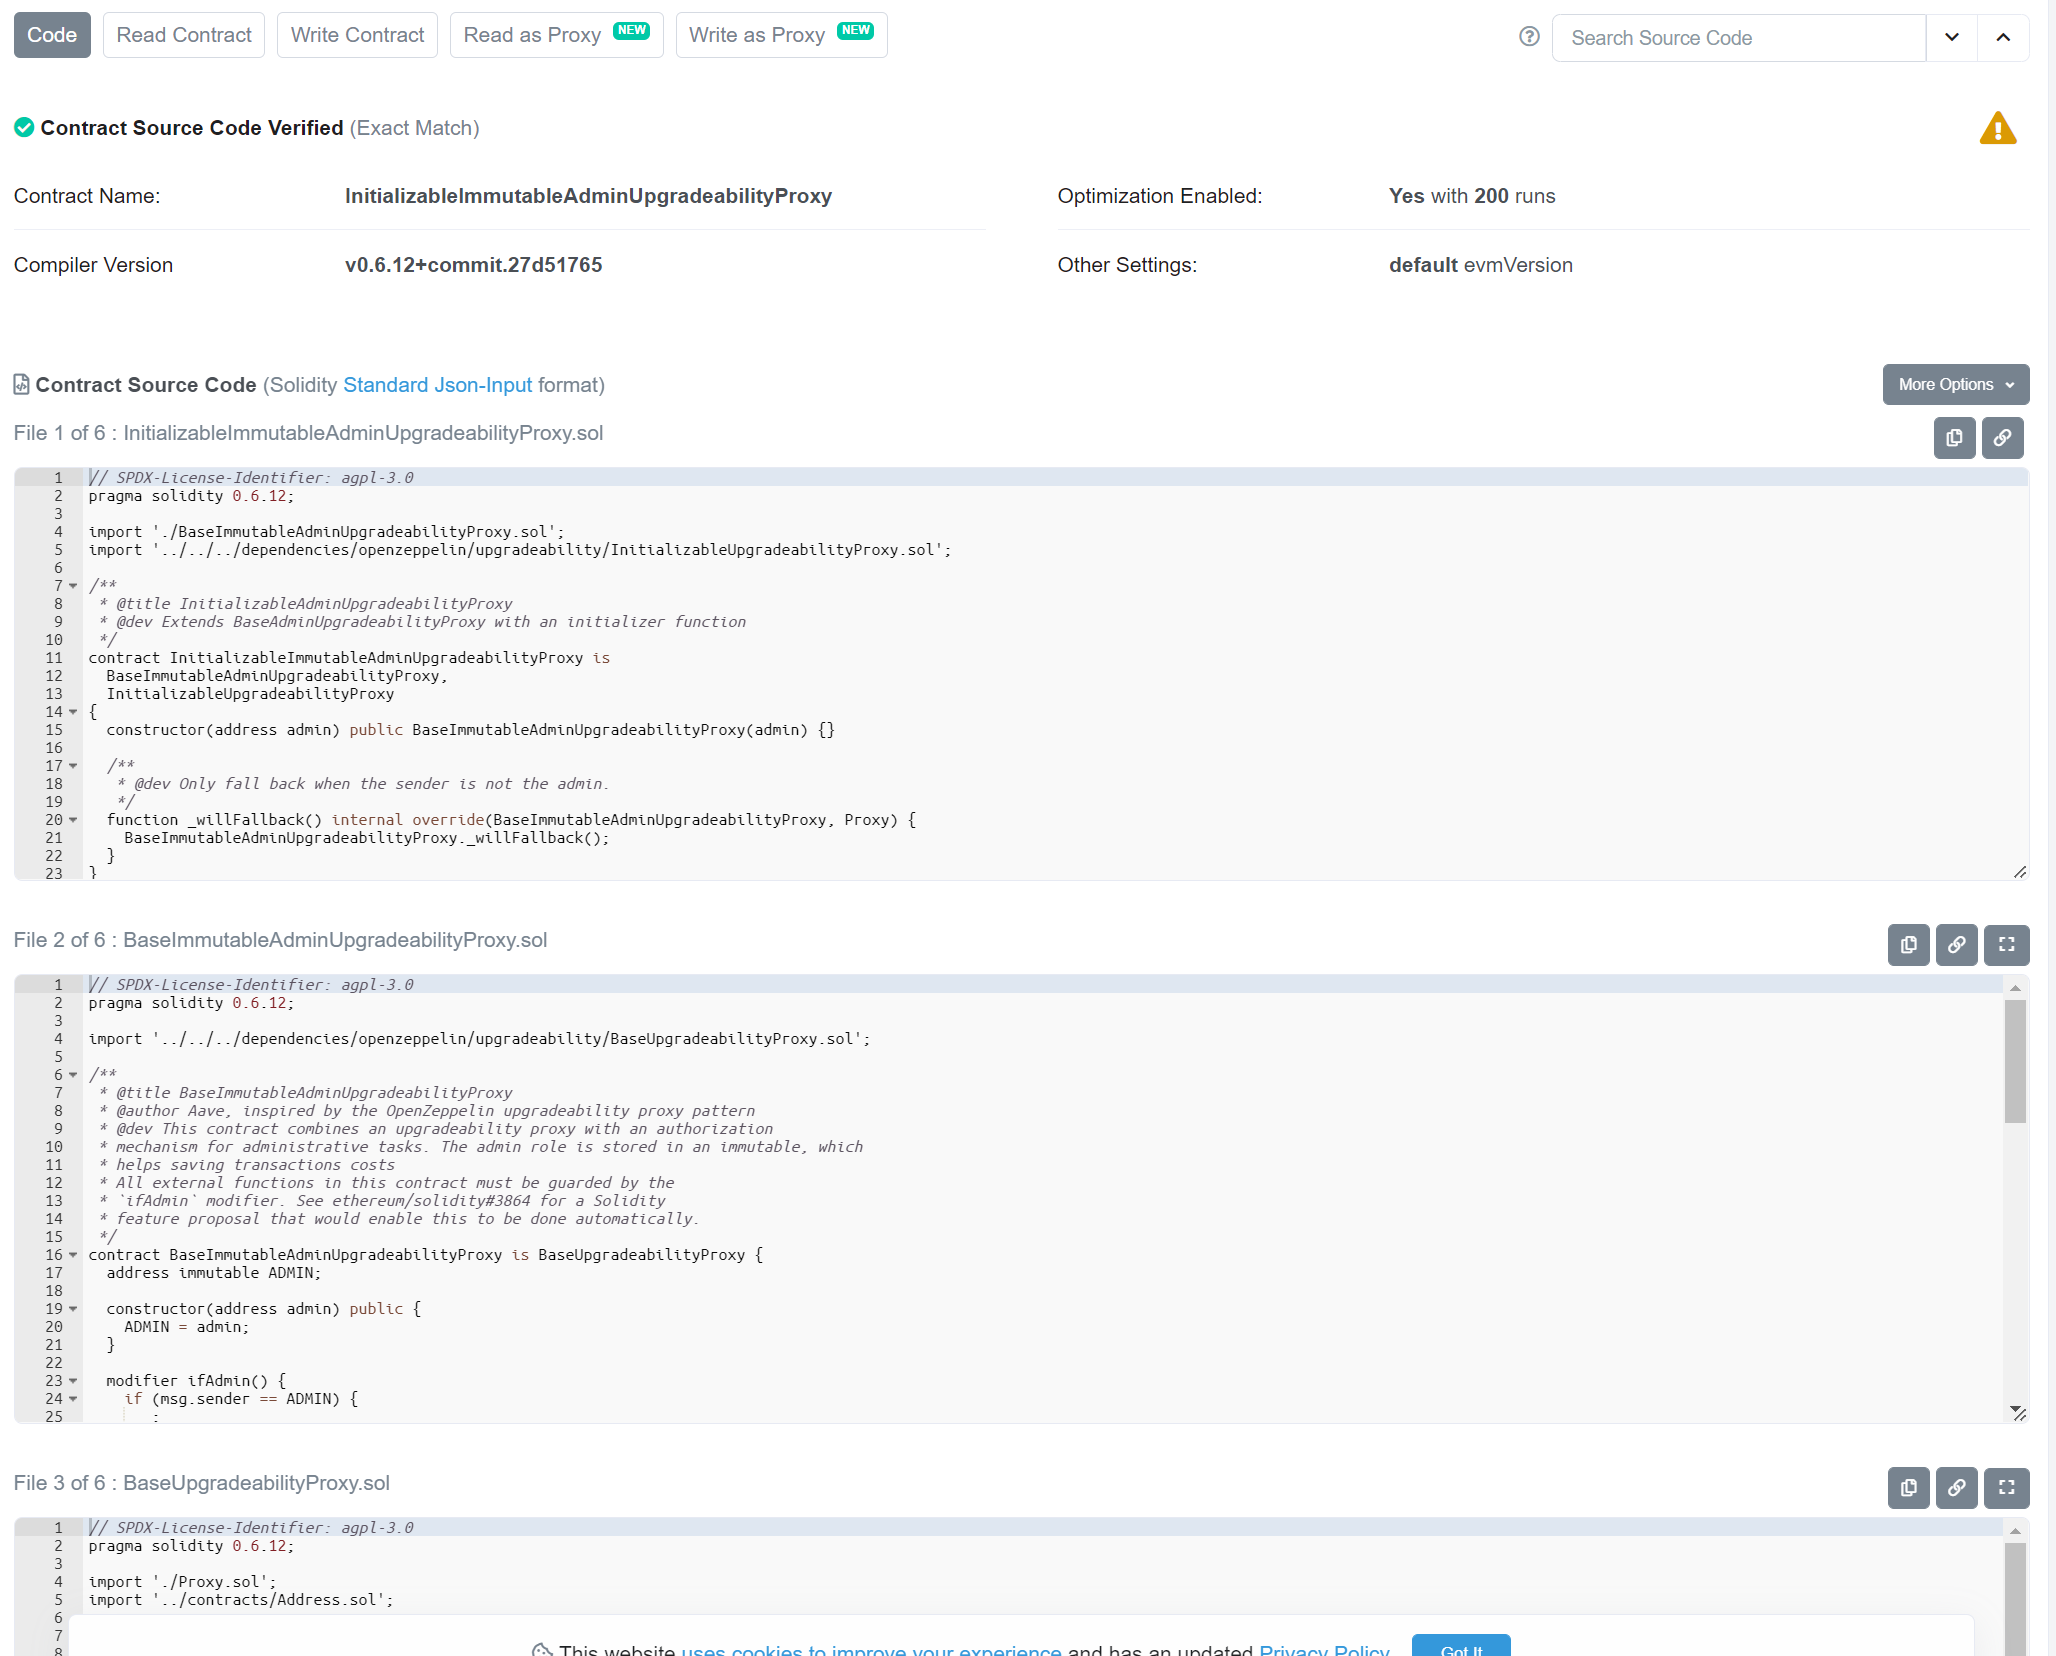 Code Read Contract Write Contract Read as Proxy NEW Write as Proxy NEW Search Source Code
Contract Source Code Verified (Exact Match)
Contract Name: InitializableImmutableAdminUpgradeabilityProxy Optimization Enabled: Yes with 200 runs
Compiler Version v0.6.12+commit.27d51765 Other Settings: default evmVersion
Contract Source Code (Solidity Standard Json-Input format) More Options
File 1 of 6 : InitializableImmutableAdminUpgradeabilityProxy.sol
1 // SPDX-License-Identifier: agpl-3.0
2 pragma solidity 0.6.12;
3
4 import './BaseImmutableAdminUpgradeabilityProxy.sol';
5 import '../../../dependencies/openzeppelin/upgradeability/InitializableUpgradeabilityProxy.sol';
6
7 /**
8  * @title InitializableAdminUpgradeabilityProxy
9  * @dev Extends BaseAdminUpgradeabilityProxy with an initializer function
10  */
11 contract InitializableImmutableAdminUpgradeabilityProxy is
12   BaseImmutableAdminUpgradeabilityProxy,
13   InitializableUpgradeabilityProxy
14 {
15   constructor(address admin) public BaseImmutableAdminUpgradeabilityProxy(admin) {}
16
17   /**
18    * @dev Only fall back when the sender is not the admin.
19    */
20   function _willFallback() internal override(BaseImmutableAdminUpgradeabilityProxy, Proxy) {
21     BaseImmutableAdminUpgradeabilityProxy._willFallback();
22   }
23 }
File 2 of 6 : BaseImmutableAdminUpgradeabilityProxy.sol
1 // SPDX-License-Identifier: agpl-3.0
2 pragma solidity 0.6.12;
3
4 import '../../../dependencies/openzeppelin/upgradeability/BaseUpgradeabilityProxy.sol';
5
6 /**
7  * @title BaseImmutableAdminUpgradeabilityProxy
8  * @author Aave, inspired by the OpenZeppelin upgradeability proxy pattern
9  * @dev This contract combines an upgradeability proxy with an authorization
10  * mechanism for administrative tasks. The admin role is stored in an immutable, which
11  * helps saving transactions costs
12  * All external functions in this contract must be guarded by the
13  * `ifAdmin` modifier. See ethereum/solidity#3864 for a Solidity
14  * feature proposal that would enable this to be done automatically.
15  */
16 contract BaseImmutableAdminUpgradeabilityProxy is BaseUpgradeabilityProxy {
17   address immutable ADMIN;
18
19   constructor(address admin) public {
20     ADMIN = admin;
21   }
22
23   modifier ifAdmin() {
24     if (msg.sender == ADMIN) {
25       ;
File 3 of 6 : BaseUpgradeabilityProxy.sol
1 // SPDX-License-Identifier: agpl-3.0
2 pragma solidity 0.6.12;
3
4 import './Proxy.sol';
5 import '../contracts/Address.sol';
6
7
8
This website uses cookies to improve your experience and has an updated Privacy Policy Got It